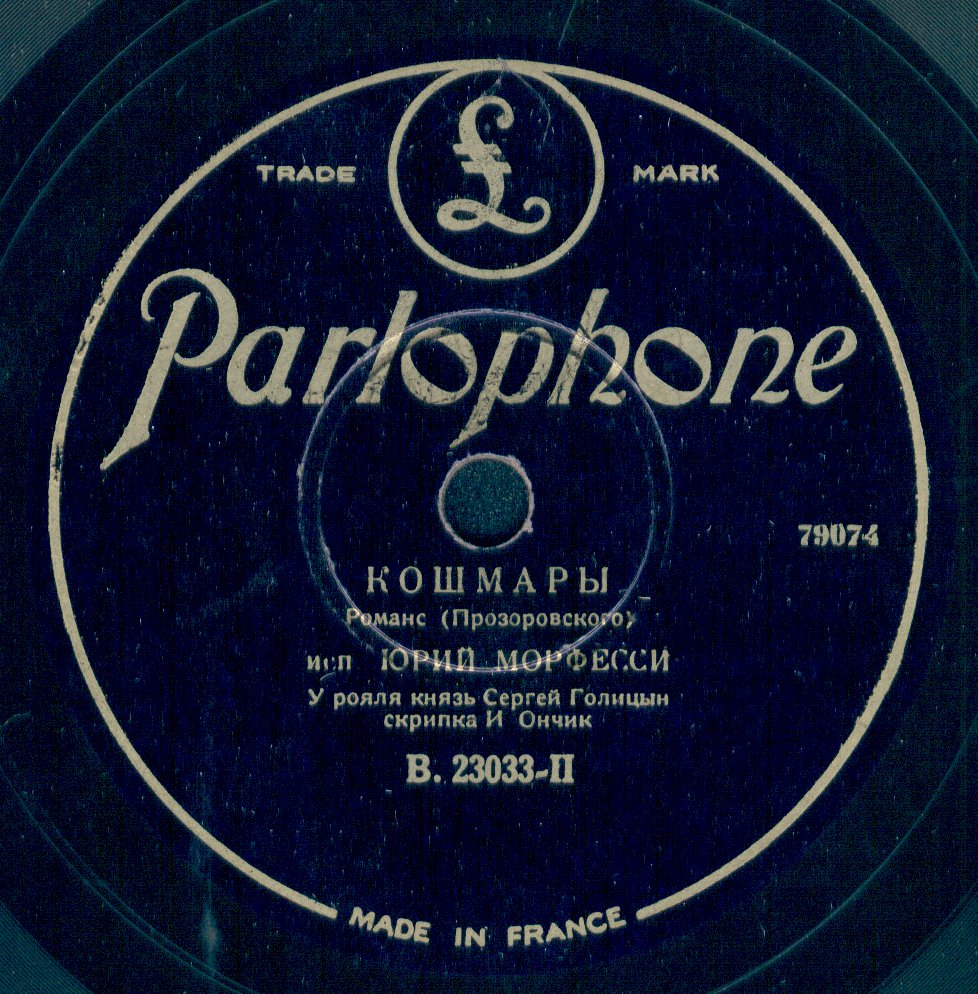 TRADE £ MARK
Parlophone
79074
КОШМАРЫ
Романс (Прозоровского)
исп ЮРИЙ МОРФЕССИ
У рояля князь Сергей Голицын
скрипка И Ончик
В. 23033-II
MADE IN FRANCE